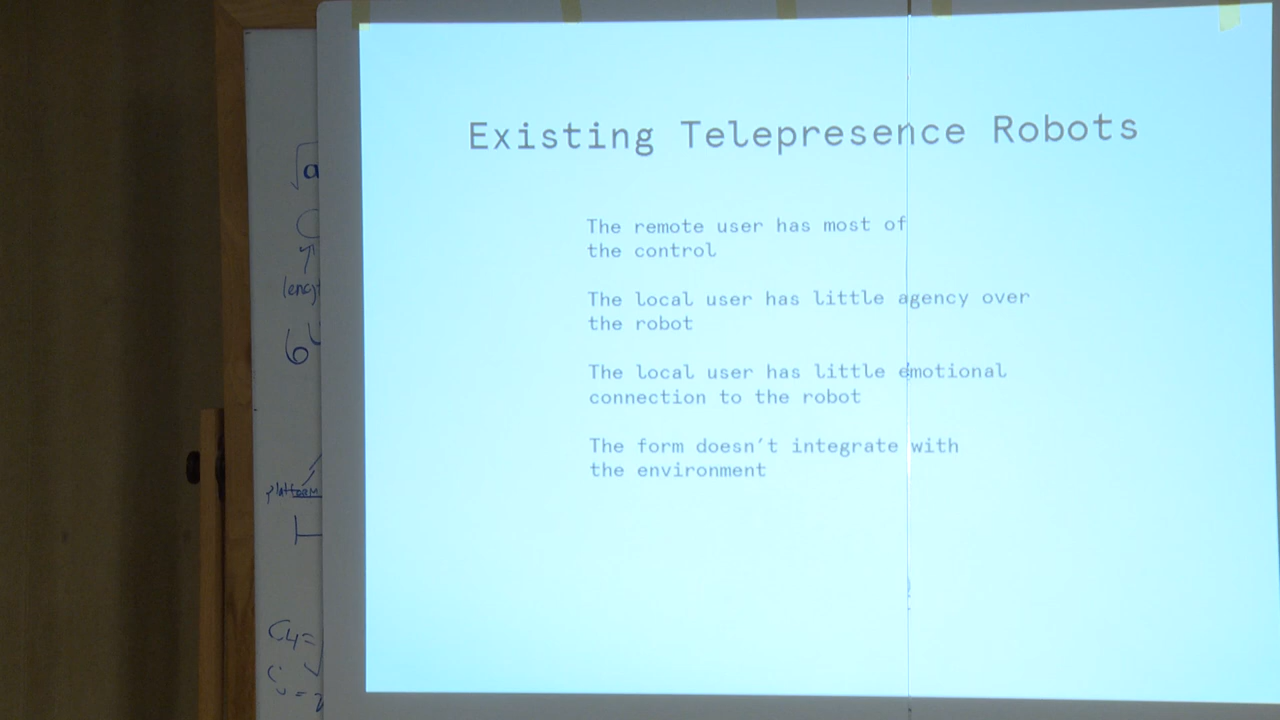 Existing Telepresence Robots
The remote user has most of
the control
The local user has little agency over
the robot
The local user has little emotional
connection to the robot
The form doesn't integrate with
the environment
platform